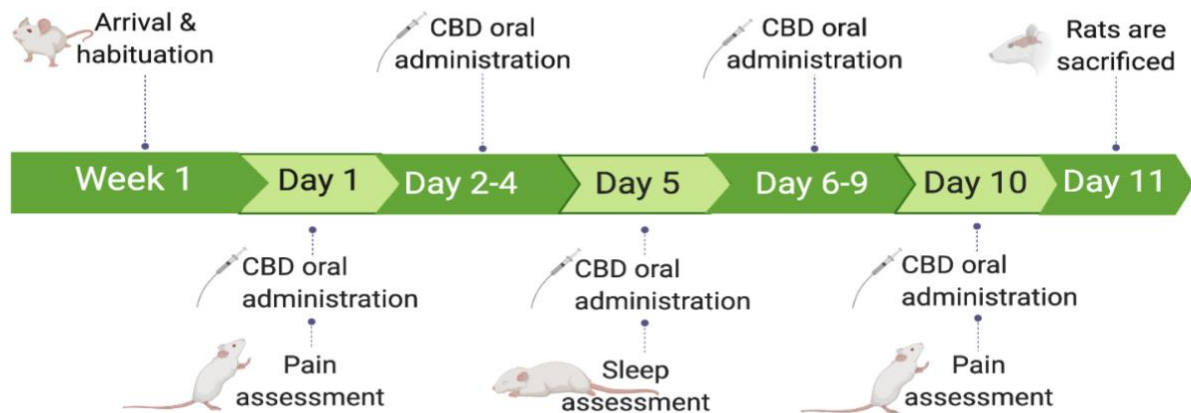 Arrival &
habituation
CBD oral
administration
CBD oral
administration
Rats are
sacrificed
Week 1
Day 1
Day 2-4
Day 5
Day 6-9
Day 10
Day 11
CBD oral
administration
Pain
assessment
CBD oral
administration
Sleep
assessment
CBD oral
administration
Pain
assessment